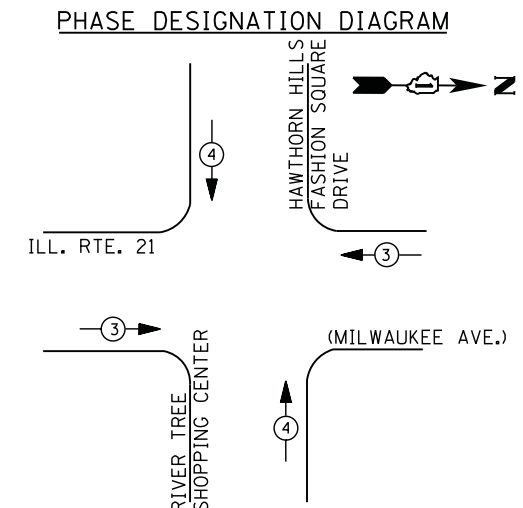 PHASE DESIGNATION DIAGRAM
HAWTHORN HILLS
FASHION SQUARE
DRIVE
N
4
ILL. RTE. 21
3
3
(MILWAUKEE AVE.)
RIVER TREE
SHOPPING CENTER
4